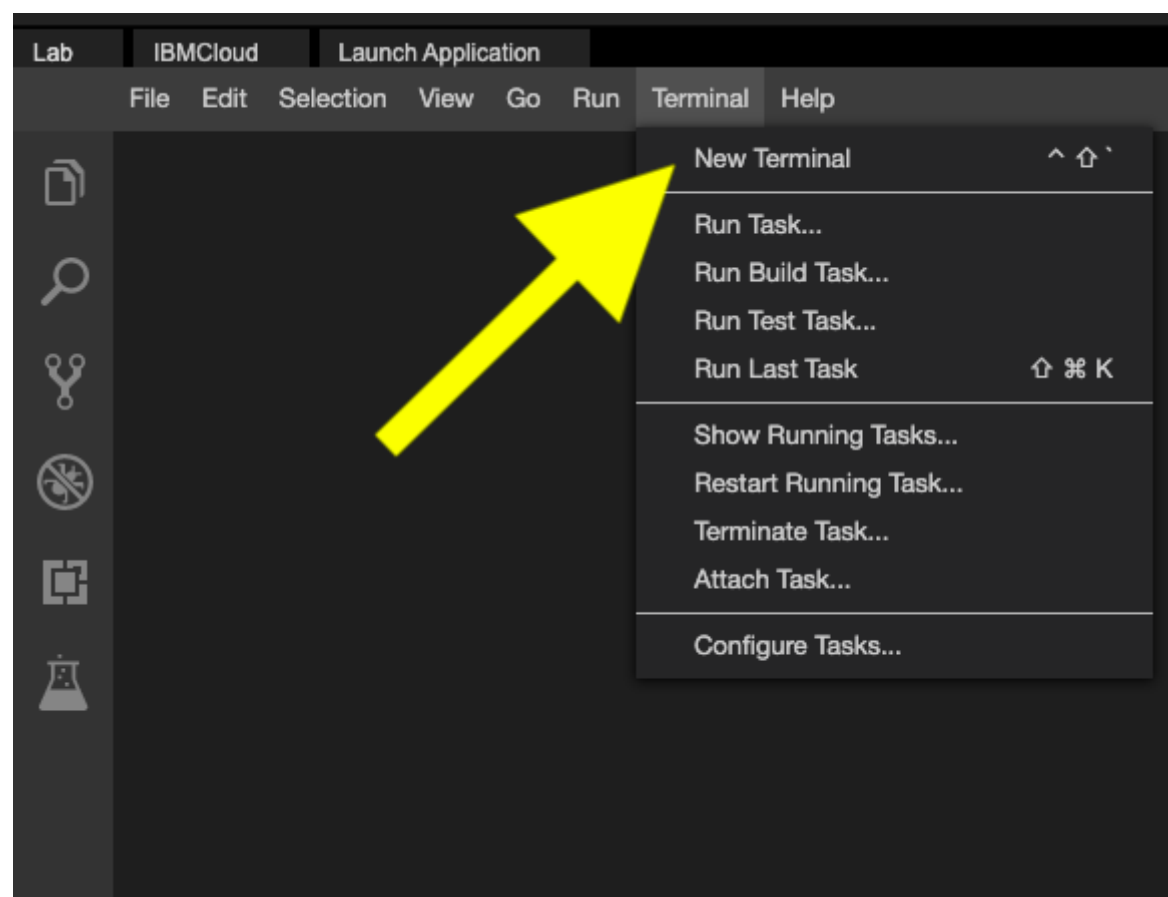 Lab IBMCloud Launch Application
File Edit Selection View Go Run Terminal Help
New Terminal ^ ⇧ `
Run Task...
Run Build Task...
Run Test Task...
Run Last Task ⇧ ⌘ K
Show Running Tasks...
Restart Running Task...
Terminate Task...
Attach Task...
Configure Tasks...